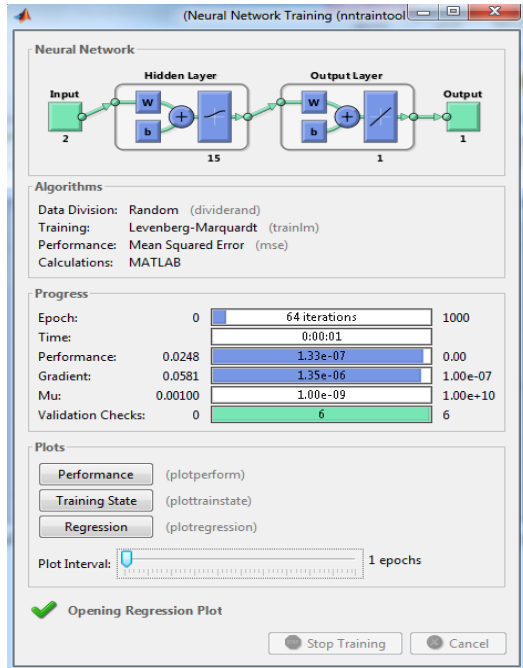 (Neural Network Training (nntraintool
Neural Network
Hidden Layer
Output Layer
Input
Output
W
b
+
W
b
+
2
15
1
1
Algorithms
Data Division: Random (dividerand)
Training: Levenberg-Marquardt (trainlm)
Performance: Mean Squared Error (mse)
Calculations: MATLAB
Progress
Epoch: 0 64 iterations 1000
Time: 0:00:01
Performance: 0.0248 1.33e-07 0.00
Gradient: 0.0581 1.35e-06 1.00e-07
Mu: 0.00100 1.00e-09 1.00e+10
Validation Checks: 0 6 6
Plots
Performance (plotperform)
Training State (plottrainstate)
Regression (plotregression)
Plot Interval: 1 epochs
Opening Regression Plot
Stop Training Cancel